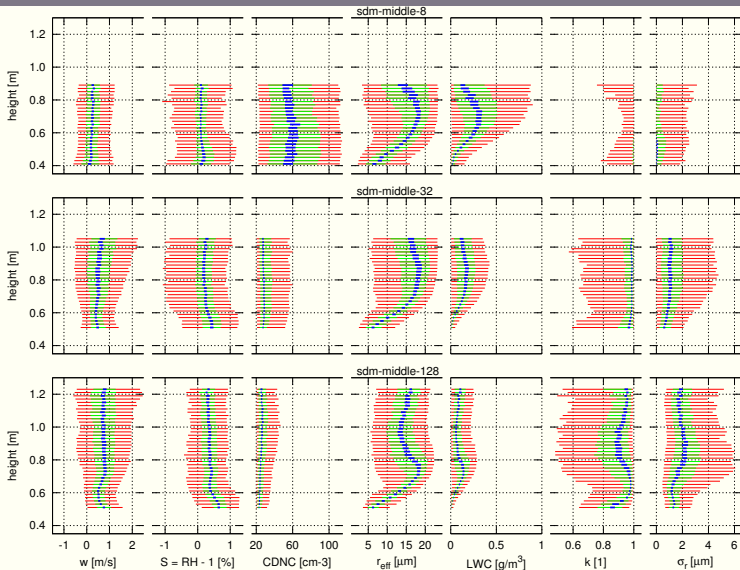 sdm-middle-8
height [m]
1.2
1.0
0.8
0.6
0.4
sdm-middle-32
height [m]
1.2
1.0
0.8
0.6
0.4
sdm-middle-128
height [m]
1.2
1.0
0.8
0.6
0.4
-1 0 1 2
-1 0 1
20 60 100
5 10 15 20
0 0.5 1
0.6 0.8 1
0 2 4 6
w [m/s]
S = RH - 1 [%]
CDNC [cm-3]
r_eff [μm]
LWC [g/m³]
k [1]
σ_r [μm]